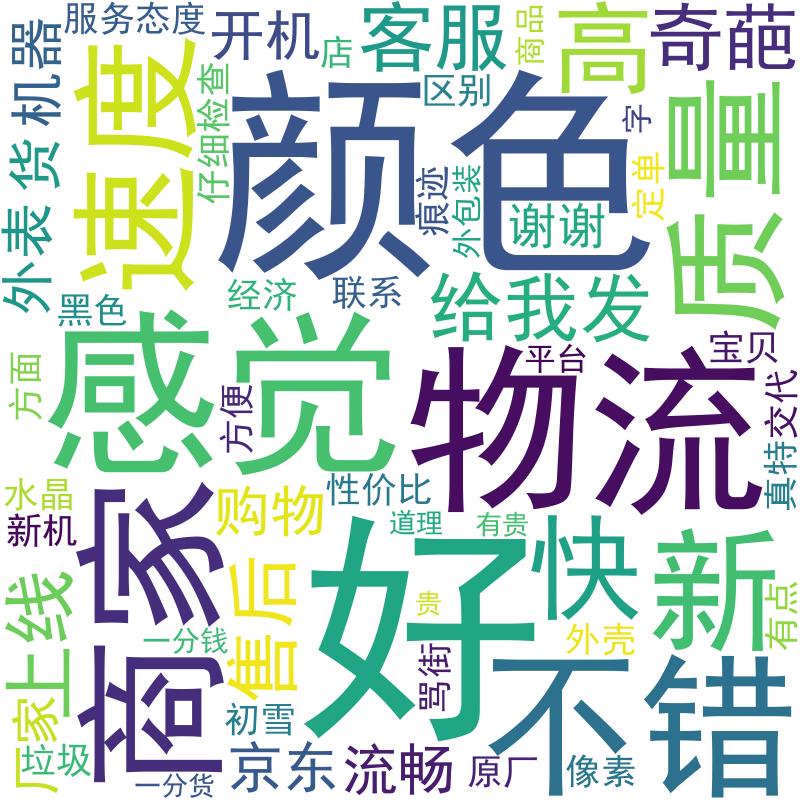 服务态度
开机
店
客服
商品
高
奇葩
机器
速度
仔细检查
颜色
区别
字
质量
货
痕迹
外包装
谢谢
定单
外表
黑色
经济
联系
给我发
感觉
物流
平台
宝贝
方面
方便
交代
真特
水晶
新机
商家
购物
性价比
道理
有贵
好
快
新
有点
上线
一分钱
售后
贵
骂街
外壳
不错
厂家
垃圾
初雪
京东
流畅
原厂
像素
一分货